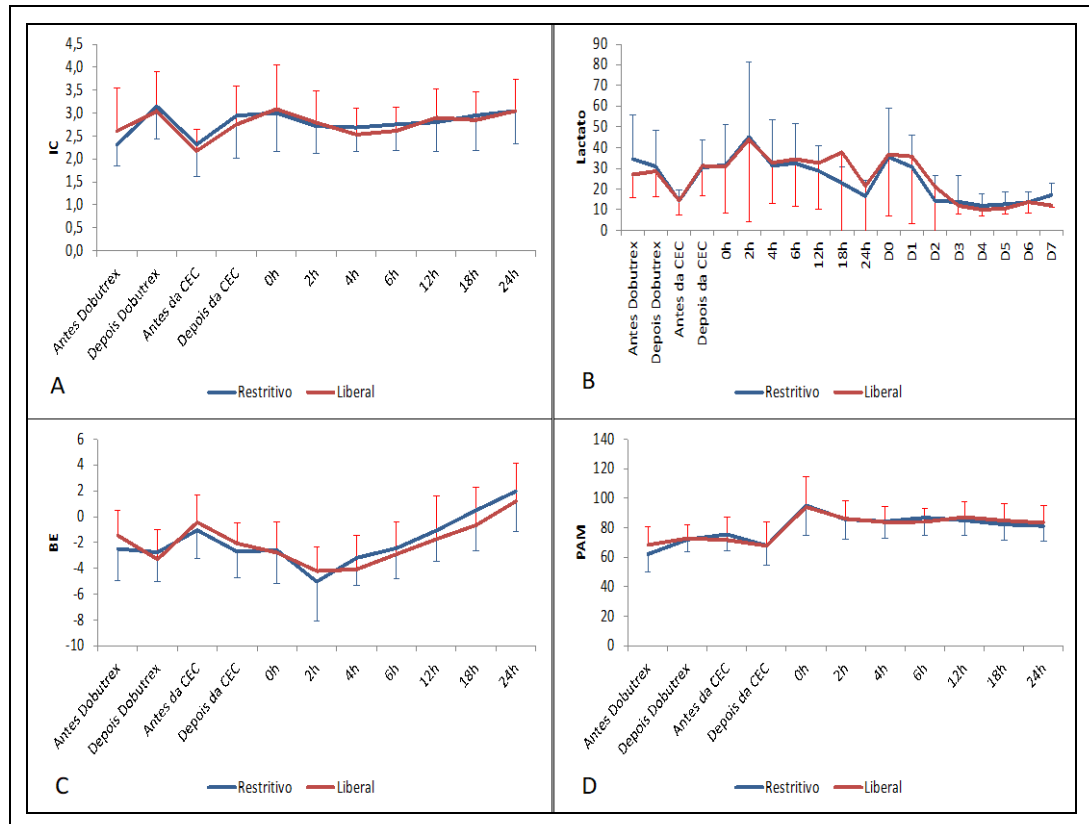 4,5
4,0
3,5
3,0
2,5
2,0
1,5
1,0
0,5
0,0
IC
Antes Dobutrex
Depois Dobutrex
Antes da CEC
Depois da CEC
0h
2h
4h
6h
12h
18h
24h
A
Restritivo
Liberal
90
80
70
60
50
40
30
20
10
0
Lactato
Antes Dobutrex
Depois Dobutrex
Antes da CEC
Depois da CEC
0h
2h
4h
6h
12h
18h
24h
D0
D1
D2
D3
D4
D5
D6
D7
B
Restritivo
Liberal
6
4
2
0
-2
-4
-6
-8
-10
BE
Antes Dobutrex
Depois Dobutrex
Antes da CEC
Depois da CEC
0h
2h
4h
6h
12h
18h
24h
C
Restritivo
Liberal
140
120
100
80
60
40
20
0
PAM
Antes Dobutrex
Depois Dobutrex
Antes da CEC
Depois da CEC
0h
2h
4h
6h
12h
18h
24h
D
Restritivo
Liberal